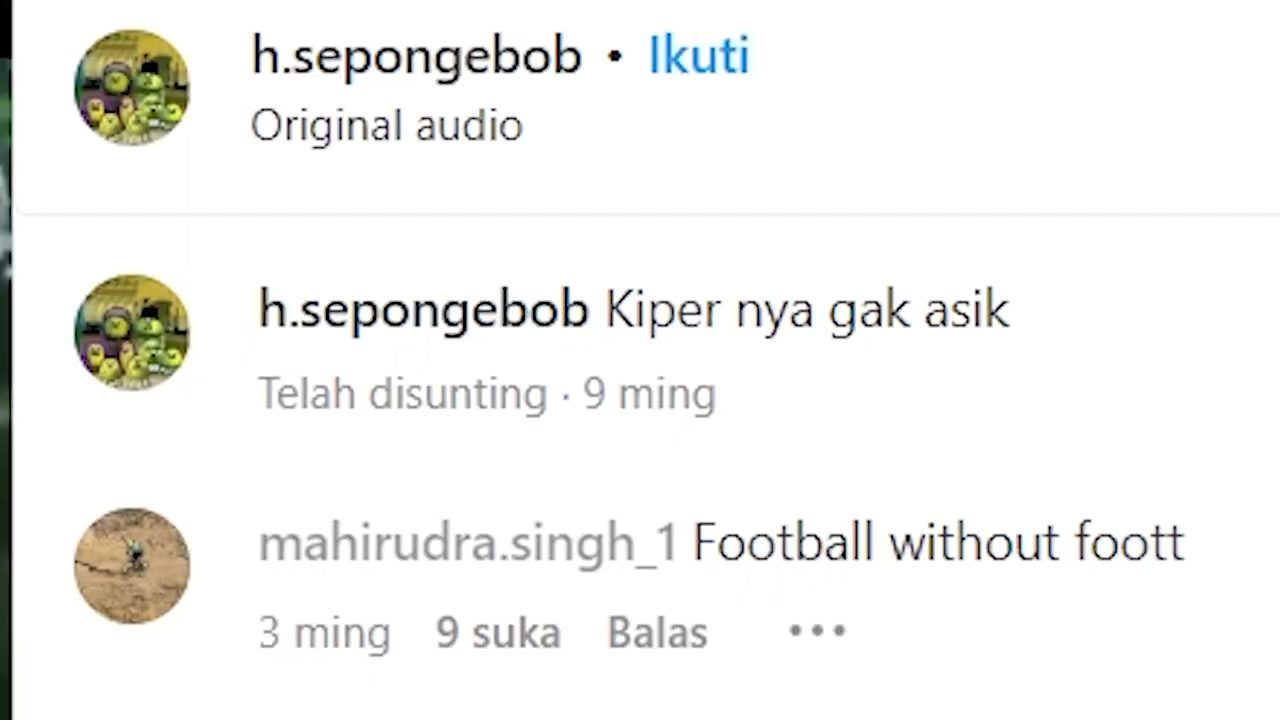 h.sepongebob • Ikuti
Original audio
h.sepongebob Kiper nya gak asik
Telah disunting · 9 ming
mahirudra.singh_1 Football without foott
3 ming 9 suka Balas •••